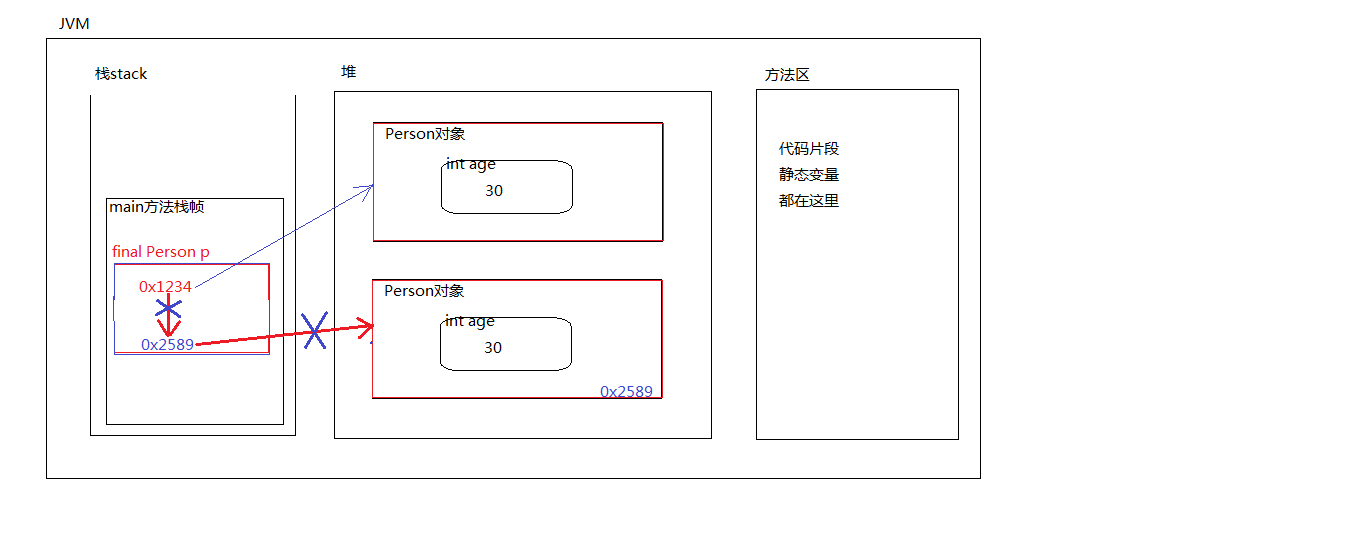 JVM
栈stack
堆
方法区
Person对象
int age
30
代码片段
静态变量
都在这里
main方法栈帧
final Person p
0x1234
0x2589
Person对象
int age
30
0x2589